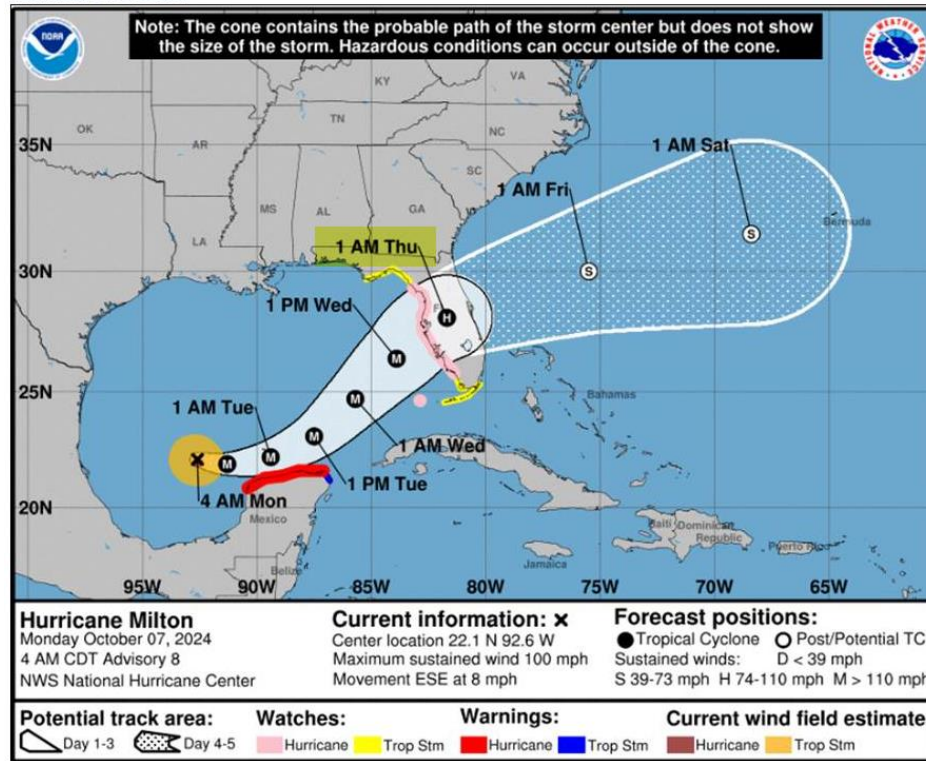 Note: The cone contains the probable path of the storm center but does not show
the size of the storm. Hazardous conditions can occur outside of the cone.
NOAA
NATIONAL WEATHER SERVICE
KY
VA
OK
TN
NC
35N
AR
1 AM Sat
SC
1 AM Fri
MS
AL
GA
LA
1 AM Thu
Bermuda
30N
S
S
1 PM Wed
H
M
25N
M
Bahamas
1 AM Tue
M
M
M
1 AM Wed
1 PM Tue
4 AM Mon
20N
Mexico
Haiti
Dominican
Republic
Puerto Rico
Belize
Jamaica
95W
90W
85W
80W
75W
70W
65W
Hurricane Milton
Monday October 07, 2024
4 AM CDT Advisory 8
NWS National Hurricane Center
Current information: x
Center location 22.1 N 92.6 W
Maximum sustained wind 100 mph
Movement ESE at 8 mph
Forecast positions:
Tropical Cyclone Post/Potential TC
Sustained winds: D < 39 mph
S 39-73 mph H 74-110 mph M > 110 mph
Potential track area:
Day 1-3 Day 4-5
Watches:
Hurricane Trop Stm
Warnings:
Hurricane Trop Stm
Current wind field estimate
Hurricane Trop Stm